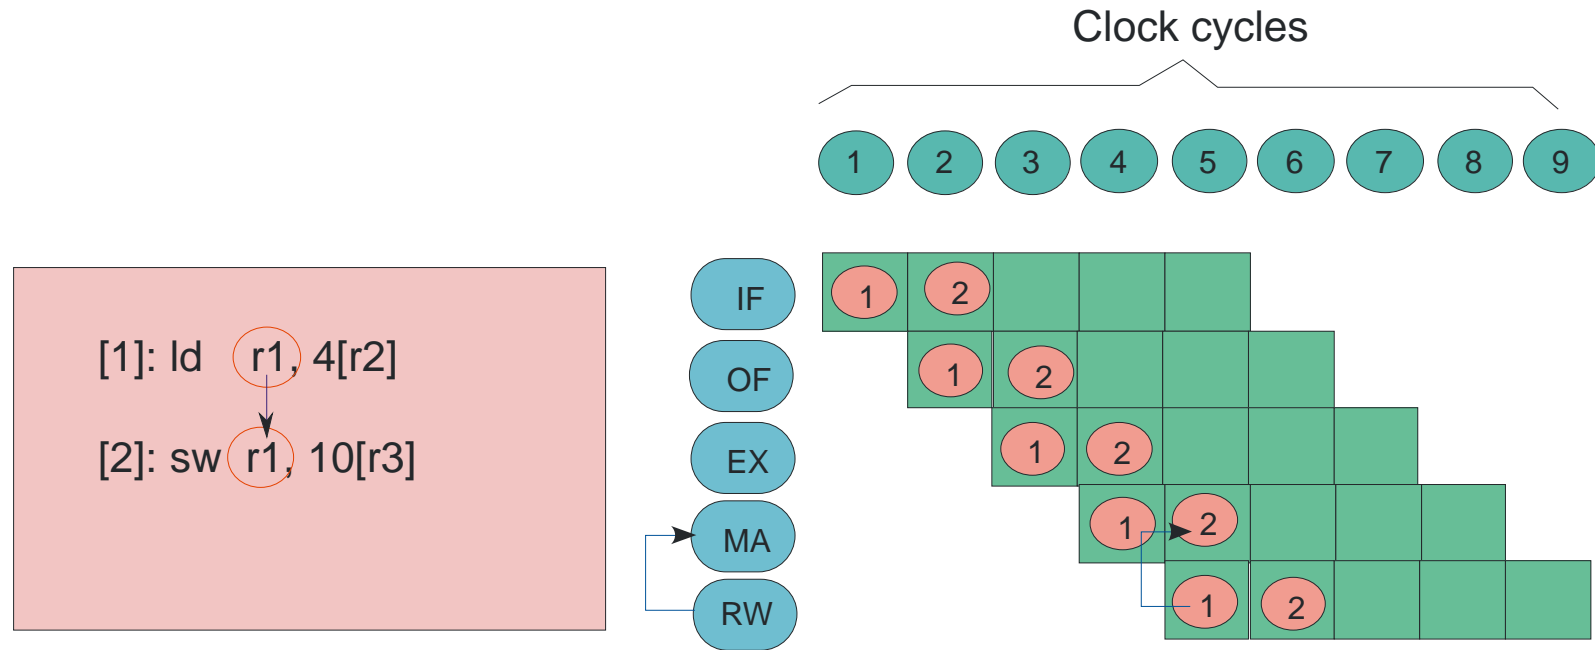 Clock cycles
1 2 3 4 5 6 7 8 9
[1]: ld r1, 4[r2]
[2]: sw r1, 10[r3]
IF 1 2
OF 1 2
EX 1 2
MA 1 2
RW 1 2